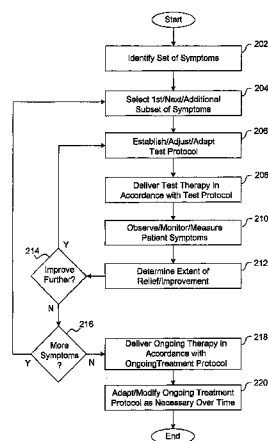 Start
202
Identify Set of Symptoms
204
Select 1st/Next/Additional
Subset of Symptoms
206
Establish/Adjust/Adapt
Test Protocol
208
Deliver Test Therapy in
Accordance with Test Protocol
210
Observe/Monitor/Measure
Patient Symptoms
212
Determine Extent of
Relief/Improvement
214
Improve
Further?
Y
N
216
More
Symptoms
?
Y
N
218
Deliver Ongoing Therapy in
Accordance with
OngoingTreatment Protocol
220
Adapt/Modify Ongoing Treatment
Protocol as Necessary Over Time
End